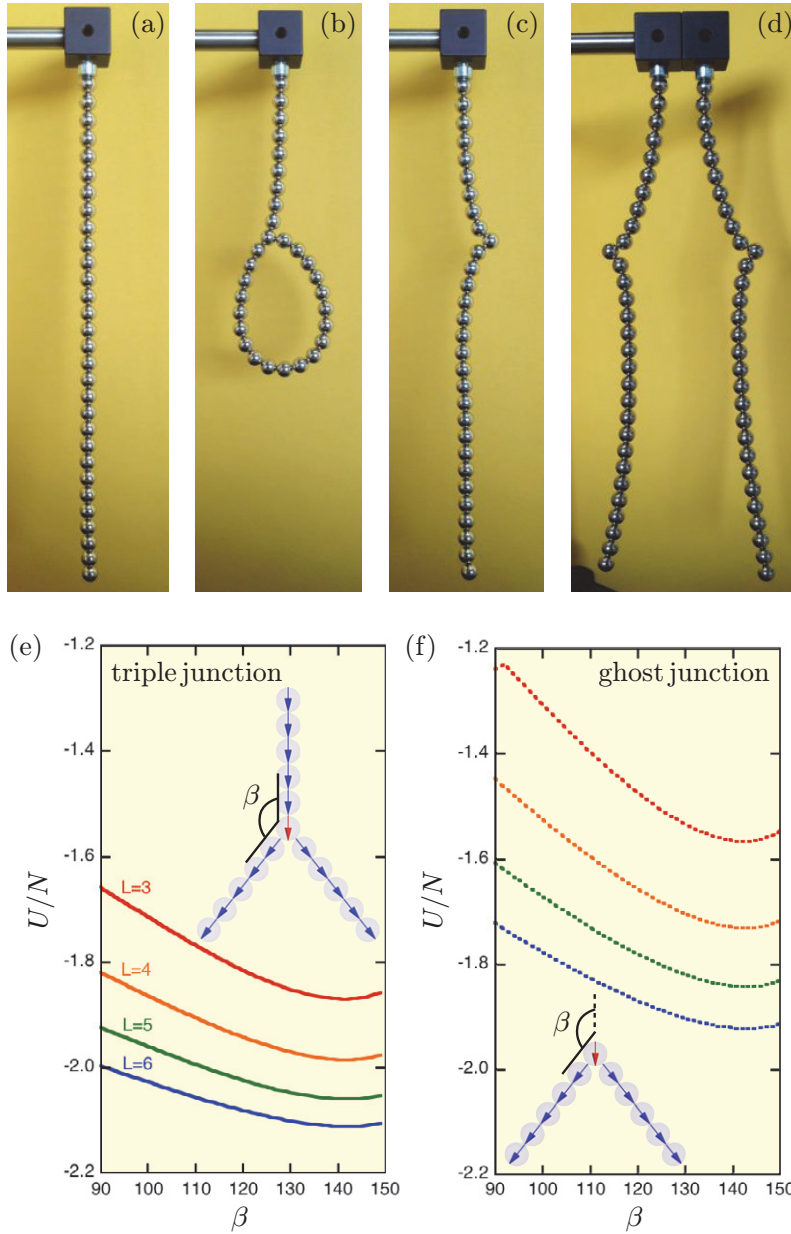 (a)
(b)
(c)
(d)
(e)
triple junction
β
L=3
L=4
L=5
L=6
-1.2
-1.4
-1.6
-1.8
-2.0
-2.2
U/N
90 100 110 120 130 140 150
β
(f)
ghost junction
β
-1.2
-1.4
-1.6
-1.8
-2.0
-2.2
U/N
90 100 110 120 130 140 150
β